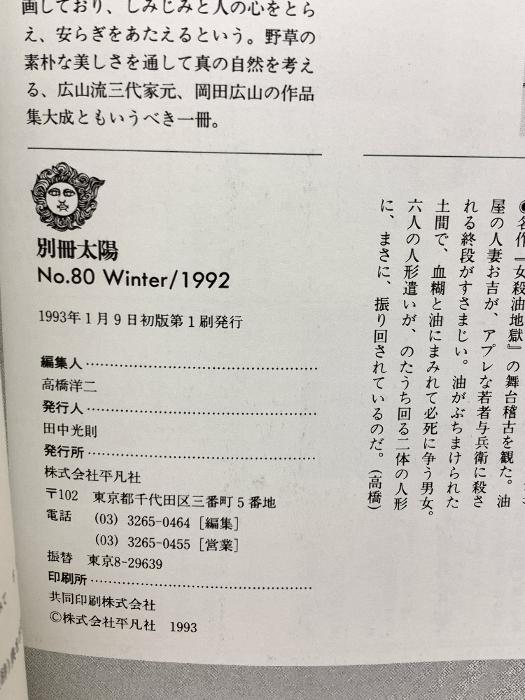 画しており、しみじみと人の心をとら
え、安らぎをあたえるという。野草の
素朴な美しさを通して真の自然を考え
る、広山流三代家元、岡田広山の作品
集大成ともいうべき一冊。
別冊太陽
No.80 Winter/1992
1993年1月9日初版第1刷発行
編集人
高橋洋二
発行人
田中光則
発行所
株式会社平凡社
〒102 東京都千代田区三番町5番地
電話 (03) 3265-0464［編集］
(03) 3265-0455［営業］
振替 東京8-29639
印刷所
共同印刷株式会社
©株式会社平凡社 1993
●名作『女殺油地獄』の舞台稽古を観た。油
屋の人妻お吉が、アプレな若者与兵衛に殺さ
れる終段がすさまじい。油がぶちまけられた
土間で、血糊と油にまみれて必死に争う男女。
六人の人形遣いが、のたうち回る二体の人形
に、まさに、振り回されているのだ。（高橋）